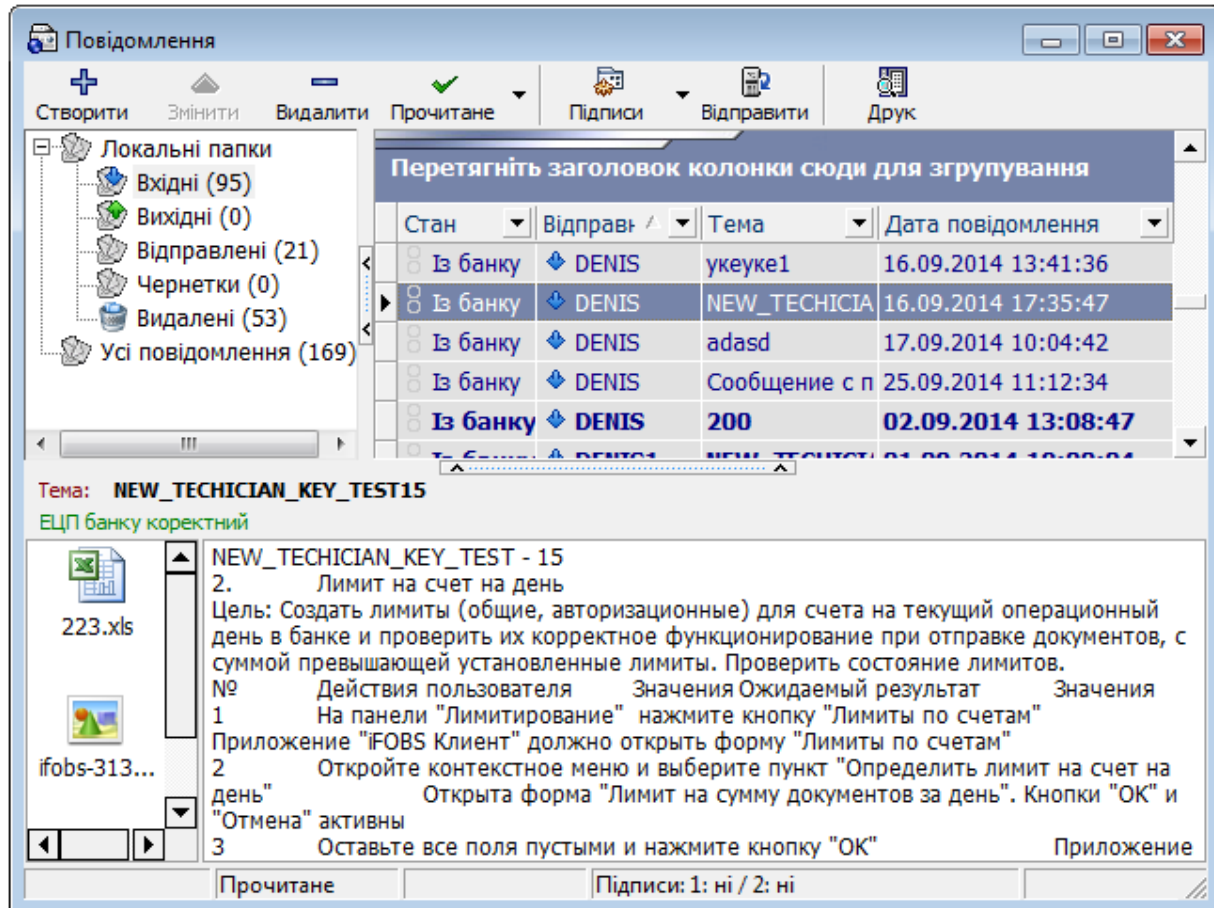 Повідомлення
Створити Змінити Видалити Прочитане Підписи Відправити Друк
Локальні папки
Вхідні (95)
Вихідні (0)
Відправлені (21)
Чернетки (0)
Видалені (53)
Усі повідомлення (169)
Перетягніть заголовок колонки сюди для згрупування
Стан Відправн Тема Дата повідомлення
Із банку DENIS укеуке1 16.09.2014 13:41:36
Із банку DENIS NEW_TECHICIA 16.09.2014 17:35:47
Із банку DENIS adasd 17.09.2014 10:04:42
Із банку DENIS Сообщение с п 25.09.2014 11:12:34
Із банку DENIS 200 02.09.2014 13:08:47
Тема: NEW_TECHICIAN_KEY_TEST15
ЕЦП банку коректний
223.xls
ifobs-313...
NEW_TECHICIAN_KEY_TEST - 15
2. Лимит на счет на день
Цель: Создать лимиты (общие, авторизационные) для счета на текущий операционный
день в банке и проверить их корректное функционирование при отправке документов, с
суммой превышающей установленные лимиты. Проверить состояние лимитов.
№ Действия пользователя Значения Ожидаемый результат Значения
1 На панели "Лимитирование" нажмите кнопку "Лимиты по счетам"
Приложение "iFOBS Клиент" должно открыть форму "Лимиты по счетам"
2 Откройте контекстное меню и выберите пункт "Определить лимит на счет на
день" Открыта форма "Лимит на сумму документов за день". Кнопки "ОК" и
"Отмена" активны
3 Оставьте все поля пустыми и нажмите кнопку "ОК" Приложение
Прочитане Підписи: 1: ні / 2: ні